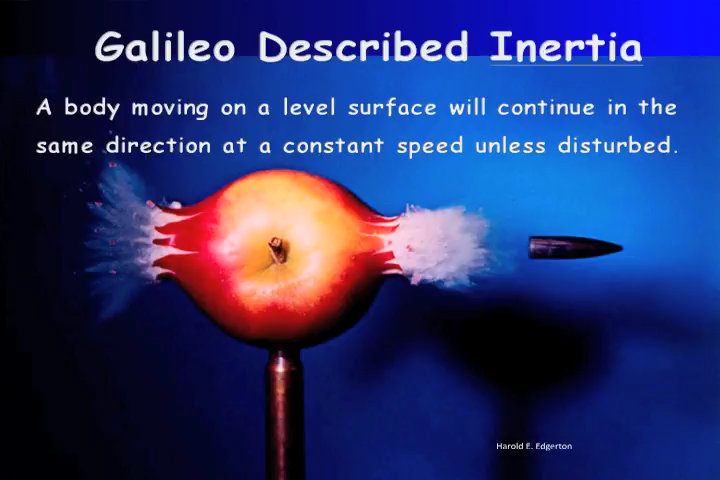 Galileo Described Inertia
A body moving on a level surface will continue in the
same direction at a constant speed unless disturbed.
Harold E. Edgerton